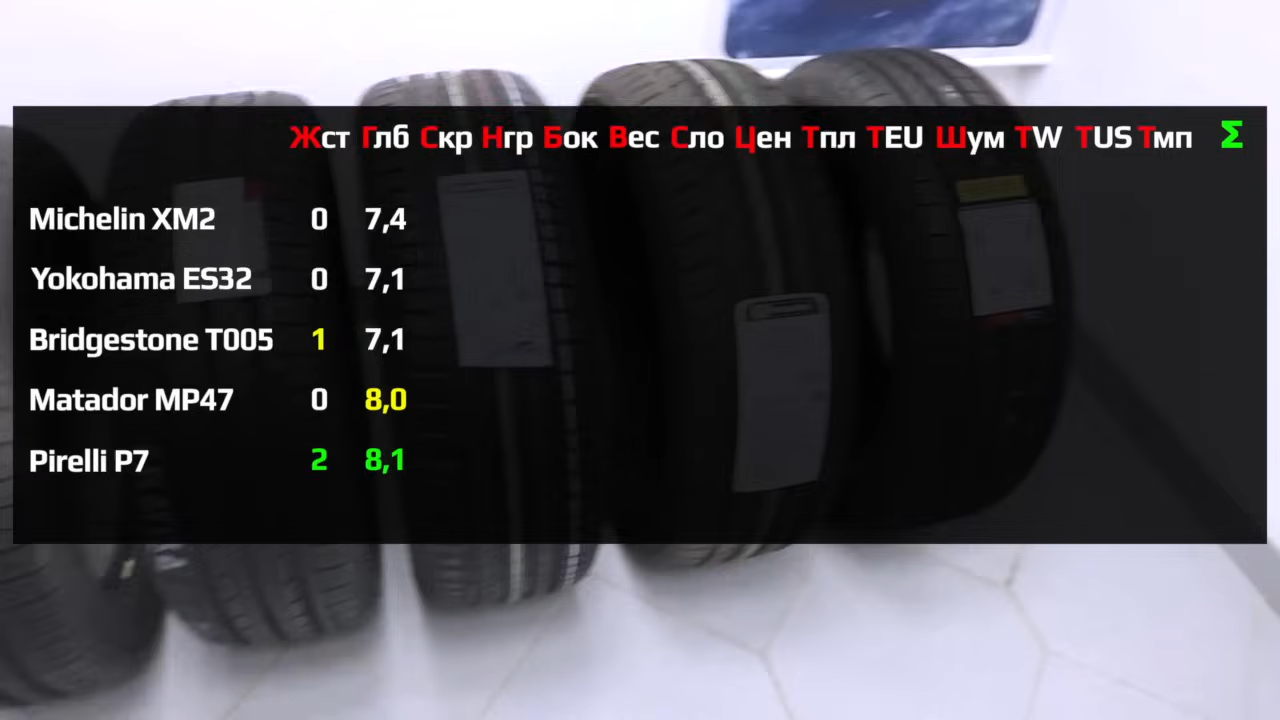 Жст Глб Скр Нгр Бок Вес Сло Цен Тпл TEU Шум TW TUS Тмп Σ
Michelin XM2 0 7,4
Yokohama ES32 0 7,1
Bridgestone T005 1 7,1
Matador MP47 0 8,0
Pirelli P7 2 8,1